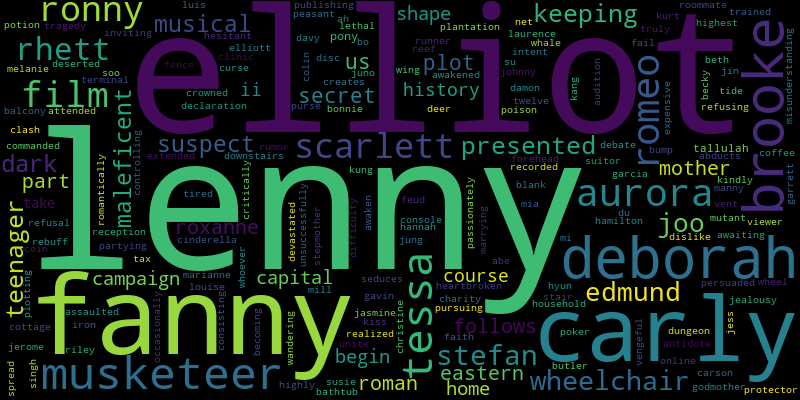 ronny
potion
tragedy
luis
peasant
publishing
ah
lethal
roommate
kurt
net
highest
trained
inviting
musical
hesitant
elliott
davy
bo
pony
shape
runner
reef
laurence
whale
keeping
truly
fail
beth
elliot
rhett
melanie
deserted
curse
clinic
fence
colin
disc
us
juno
plot
wing
awakened
johnny
intent
su
jin
audition
misunderstanding
film
terminal
soo
crowned
ii
creates
purse
secret
history
damon
twelve
kang
becky
tide
brooke
balcony
attended
declaration
bonnie
deer
poison
romeo
expensive
refusing
clash
commanded
rumor
scarlett
presented
debate
bump
tallulah
coffee
dark
maleficent
controlling
suspect
extended
downstairs
forehead
recorded
suitor
abducts
garrett
part
romantically
critically
kung
mother
garcia
kindly
manny
vent
teenager
take
tired
unsuccessfully
stepmother
feud
blank
mia
aurora
hamilton
du
mutant
viewer
refusal
roxanne
difficulty
console
hannah
passionately
marrying
joo
awaiting
rebuff
reception
cinderella
awaken
jung
mi
dislike
coin
partying
lenny
devastated
tessa
abe
deborah
plotting
tax
marianne
whoever
heartbroken
hyun
persuaded
wheel
campaign
capital
course
stair
cottage
fanny
louise
mill
seduces
charity
edmund
household
jealousy
assaulted
consisting
gavin
jasmine
pursuing
carly
iron
occasionally
becoming
wandering
kiss
christine
follows
poker
vengeful
dungeon
jess
riley
realized
faith
antidote
jerome
begin
unite
stefan
butler
online
spread
singh
musketeer
susie
roman
eastern
wheelchair
carson
highly
bathtub
home
godmother
protector